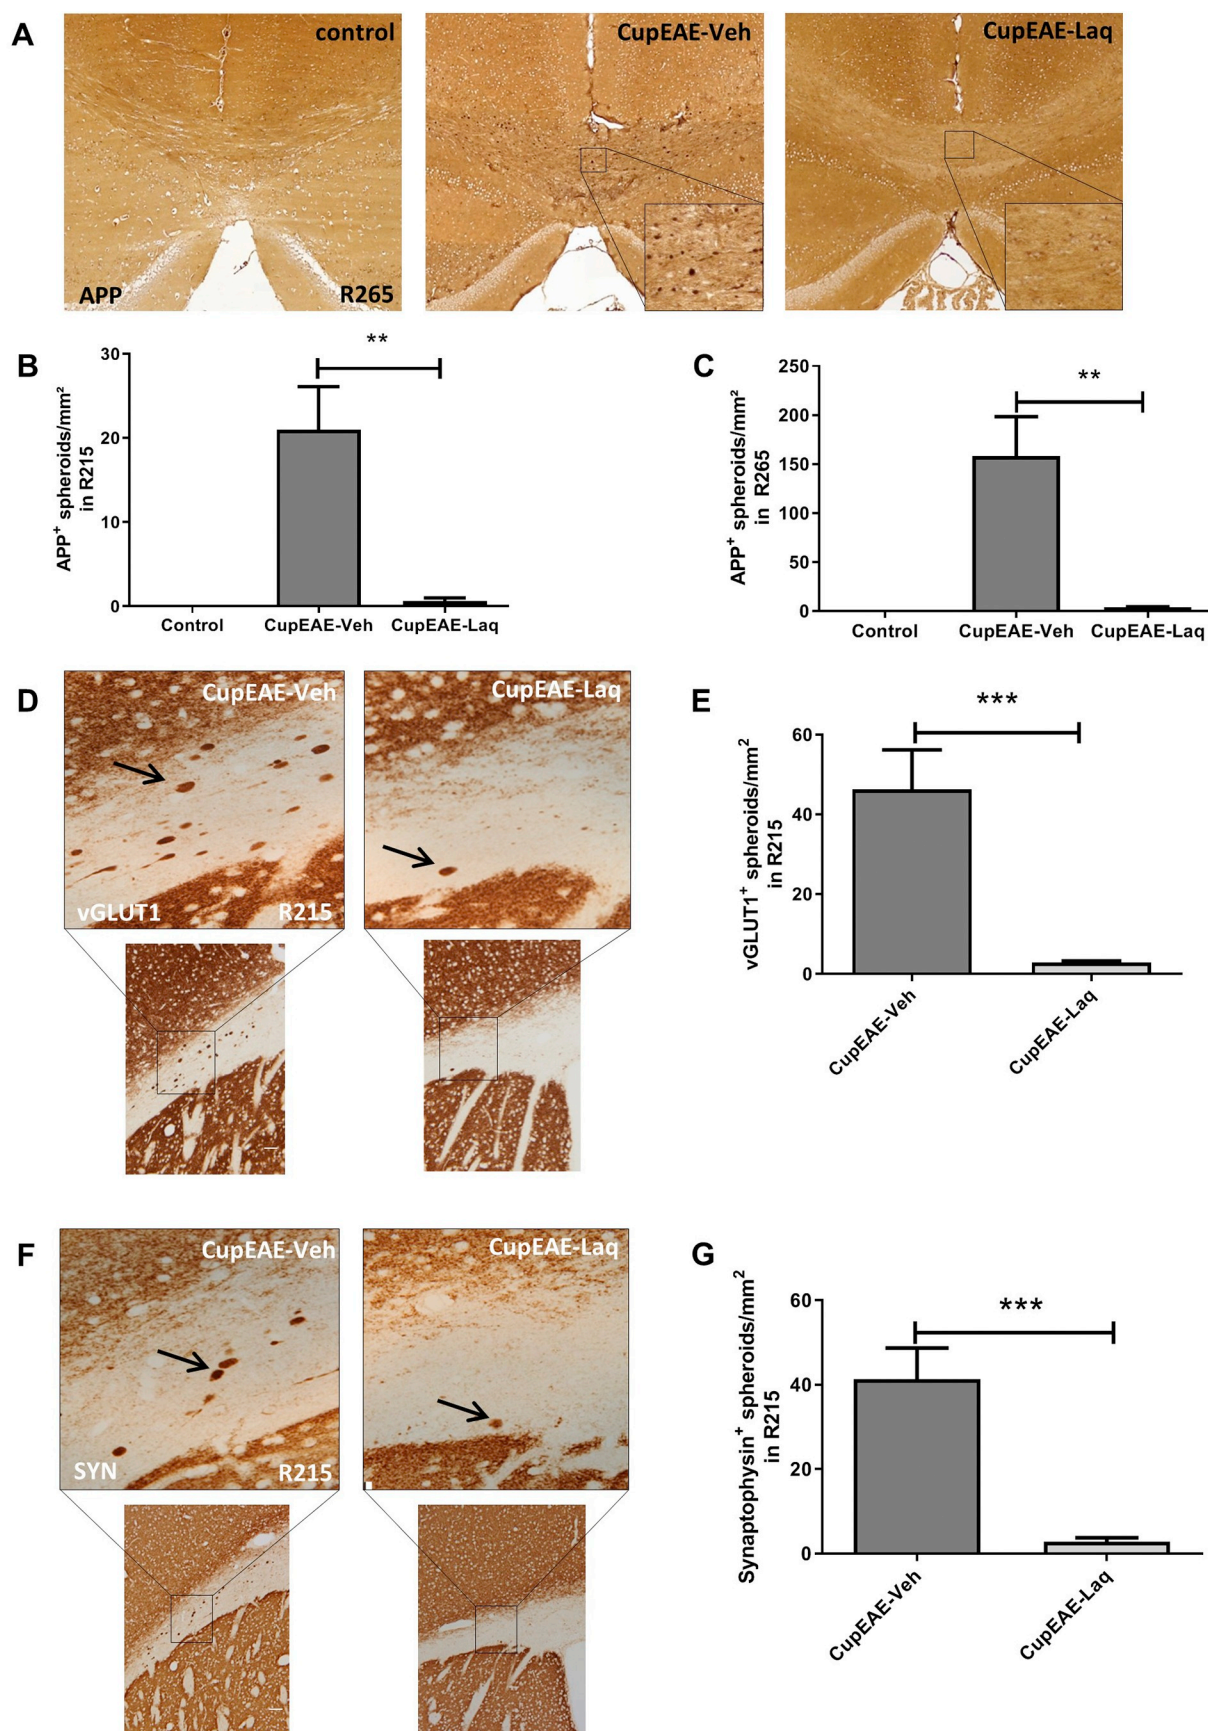 A
control
CupEAE-Veh
CupEAE-Laq
APP
R265
B
APP⁺ spheroids/mm²
in R215
30
20
10
0
**
Control
CupEAE-Veh
CupEAE-Laq
C
APP⁺ spheroids/mm²
in R265
250
200
150
100
50
0
**
Control
CupEAE-Veh
CupEAE-Laq
D
CupEAE-Veh
CupEAE-Laq
vGLUT1
R215
E
vGLUT1⁺ spheroids/mm²
in R215
60
40
20
0
***
CupEAE-Veh
CupEAE-Laq
F
CupEAE-Veh
CupEAE-Laq
SYN
R215
G
Synaptophysin⁺ spheroids/mm²
in R215
60
40
20
0
***
CupEAE-Veh
CupEAE-Laq